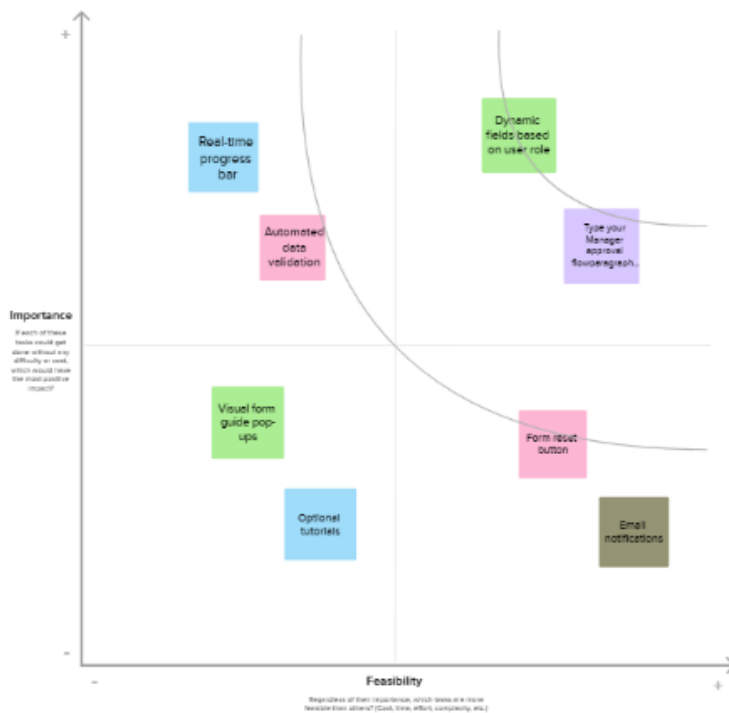 +
Real-time
progress
bar
Dynamic
fields based
on user role
Automated
data
validation
Type your
Manager
approval
flowparagraph...
Importance
If each of these
tasks could get
done without any
difficulty or cost,
which would have
the most positive
impact?
Visual form
guide pop-
ups
Form reset
button
Optional
tutoriels
Email
notifications
-
-
Feasibility
+
Regardless of their importance, which tasks are more
feasible than others? (Cost, time, effort, complexity, etc.)